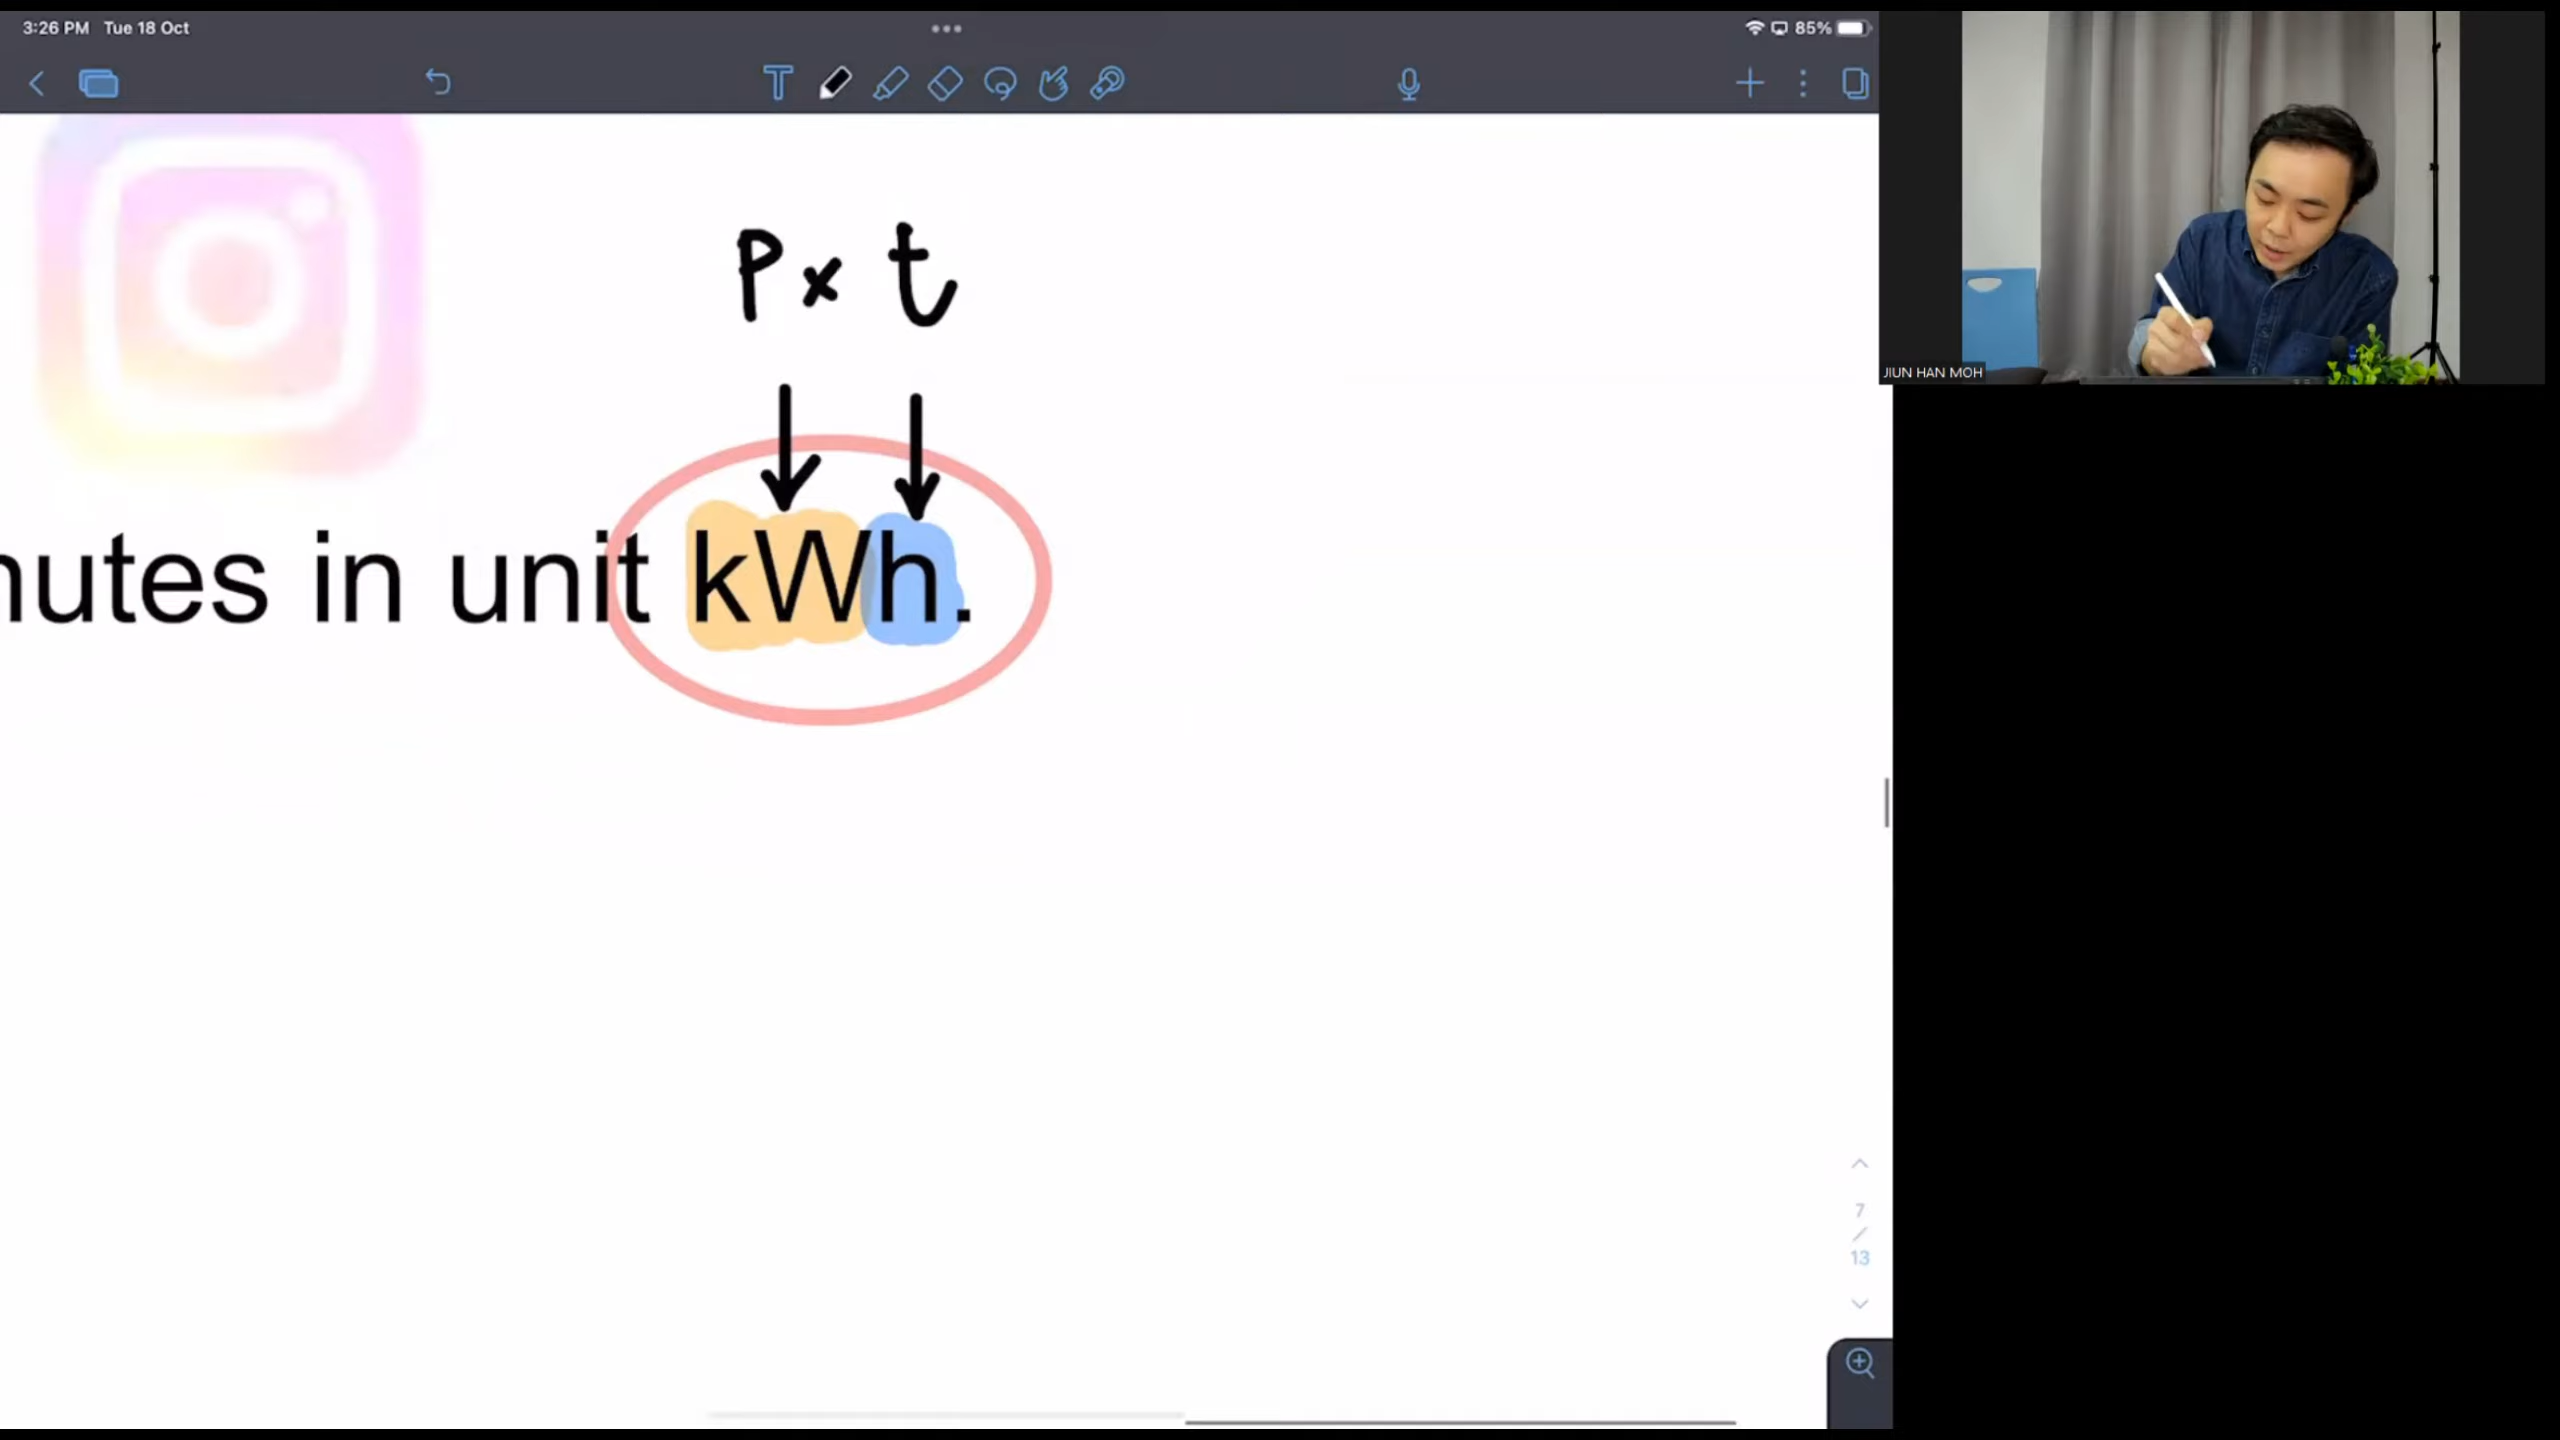 3:26 PM Tue 18 Oct
85%
P x t
nutes in unit kWh.
JIUN HAN MOH
7
/
13